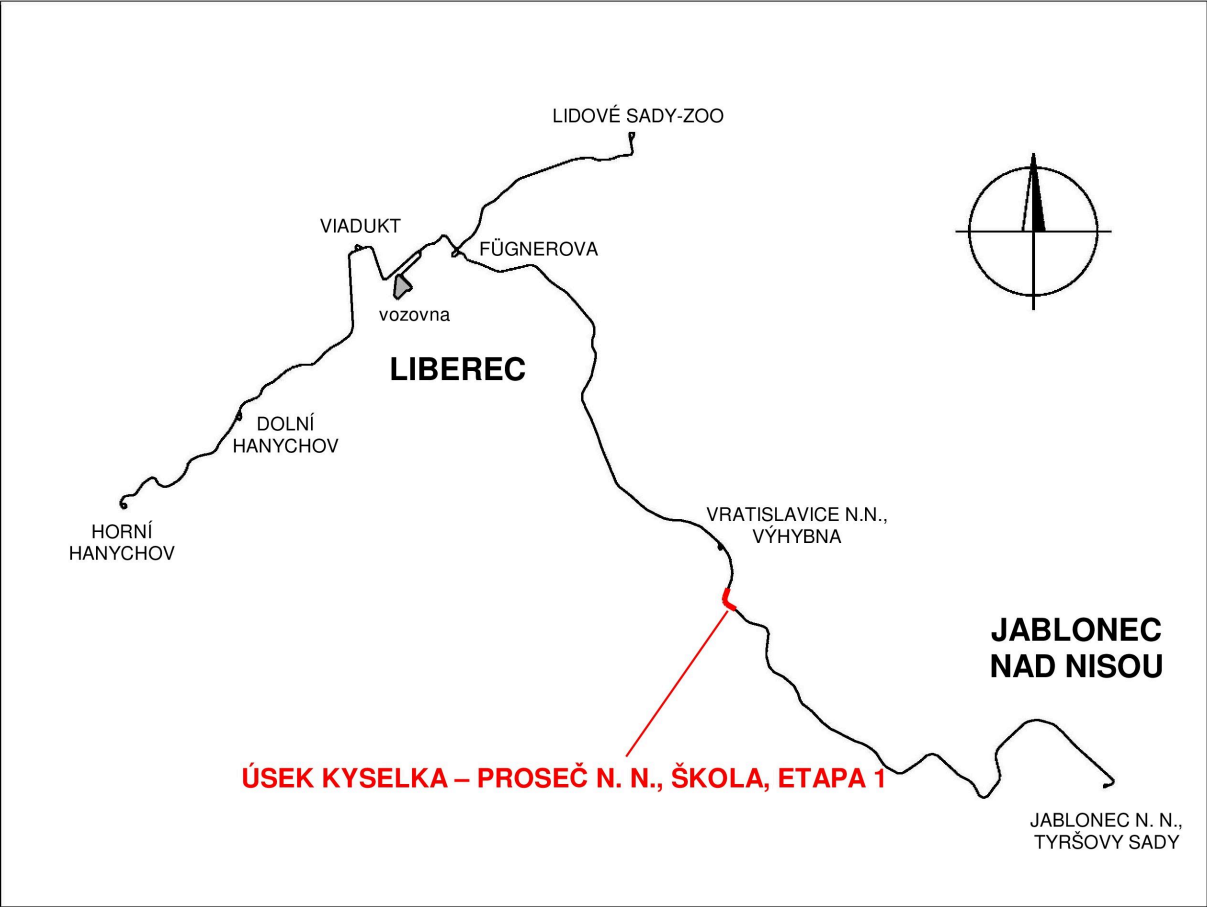 LIDOVÉ SADY-ZOO
VIADUKT
FÜGNEROVA
vozovna
LIBEREC
DOLNÍ
HANYCHOV
HORNÍ
HANYCHOV
VRATISLAVICE N.N.,
VÝHYBNA
JABLONEC
NAD NISOU
ÚSEK KYSELKA – PROSEČ N. N., ŠKOLA, ETAPA 1
JABLONEC N. N.,
TYRŠOVY SADY